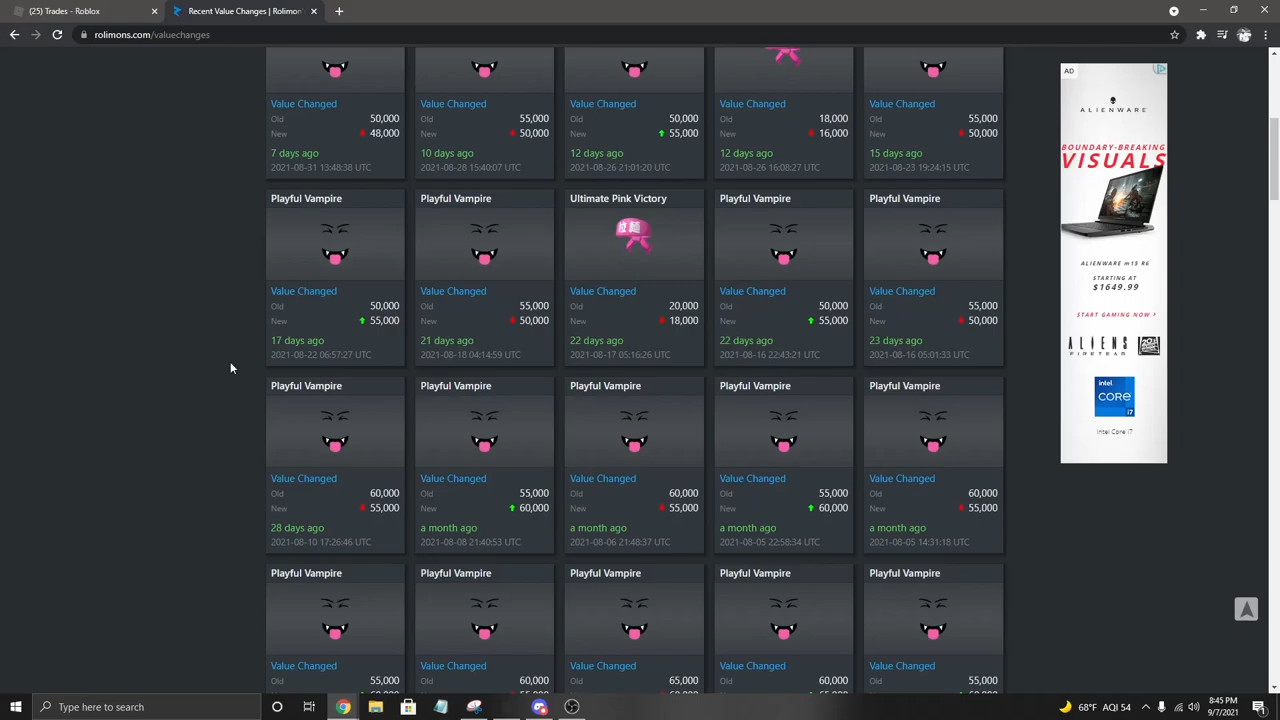 (25) Trades - Roblox
Recent Value Changes | Rolimon's
rolimons.com/valuechanges
Value Changed Value Changed Value Changed Value Changed Value Changed
Old 50,000 Old 55,000 Old 50,000 Old 18,000 Old 55,000
New 48,000 New 50,000 New 55,000 New 16,000 New 50,000
7 days ago 10 days ago 12 days ago 12 days ago 15 days ago
2021-08-31 13:48:38 UTC 2021-08-28 15:40:07 UTC 2021-08-26 21:01:20 UTC 2021-08-26 16:08:27 UTC 2021-08-23 19:24:15 UTC
Playful Vampire Playful Vampire Ultimate Pink Victory Playful Vampire Playful Vampire
Value Changed Value Changed Value Changed Value Changed Value Changed
Old 50,000 Old 55,000 Old 20,000 Old 50,000 Old 55,000
New 55,000 New 50,000 New 18,000 New 55,000 New 50,000
17 days ago 21 days ago 22 days ago 22 days ago 23 days ago
2021-08-22 06:57:27 UTC 2021-08-18 04:14:59 UTC 2021-08-17 05:16:26 UTC 2021-08-16 22:43:21 UTC 2021-08-16 05:01:33 UTC
Playful Vampire Playful Vampire Playful Vampire Playful Vampire Playful Vampire
Value Changed Value Changed Value Changed Value Changed Value Changed
Old 60,000 Old 55,000 Old 60,000 Old 55,000 Old 60,000
New 55,000 New 60,000 New 55,000 New 60,000 New 55,000
28 days ago a month ago a month ago a month ago a month ago
2021-08-10 17:26:46 UTC 2021-08-08 21:40:53 UTC 2021-08-06 21:48:37 UTC 2021-08-05 22:58:34 UTC 2021-08-05 14:31:18 UTC
Playful Vampire Playful Vampire Playful Vampire Playful Vampire Playful Vampire
Value Changed Value Changed Value Changed Value Changed Value Changed
Old 55,000 Old 60,000 Old 65,000 Old 60,000 Old 55,000
AD
ALIENWARE
BOUNDARY-BREAKING
VISUALS
ALIENWARE m15 R6
STARTING AT
$1649.99
START GAMING NOW
ALIENS
FIRETEAM
20th
CENTURY
intel
CORE
i7
Intel Core i7
Type here to search
68°F AQI 54
8:45 PM
9/7/2021